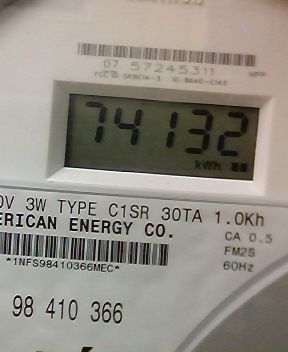 07 57245311
74132
kWh
0V 3W TYPE C1SR 30TA 1.0Kh
ERICAN ENERGY CO.
CA 0.5
FM2S
60Hz
*1NFS98410366MEC*
98 410 366